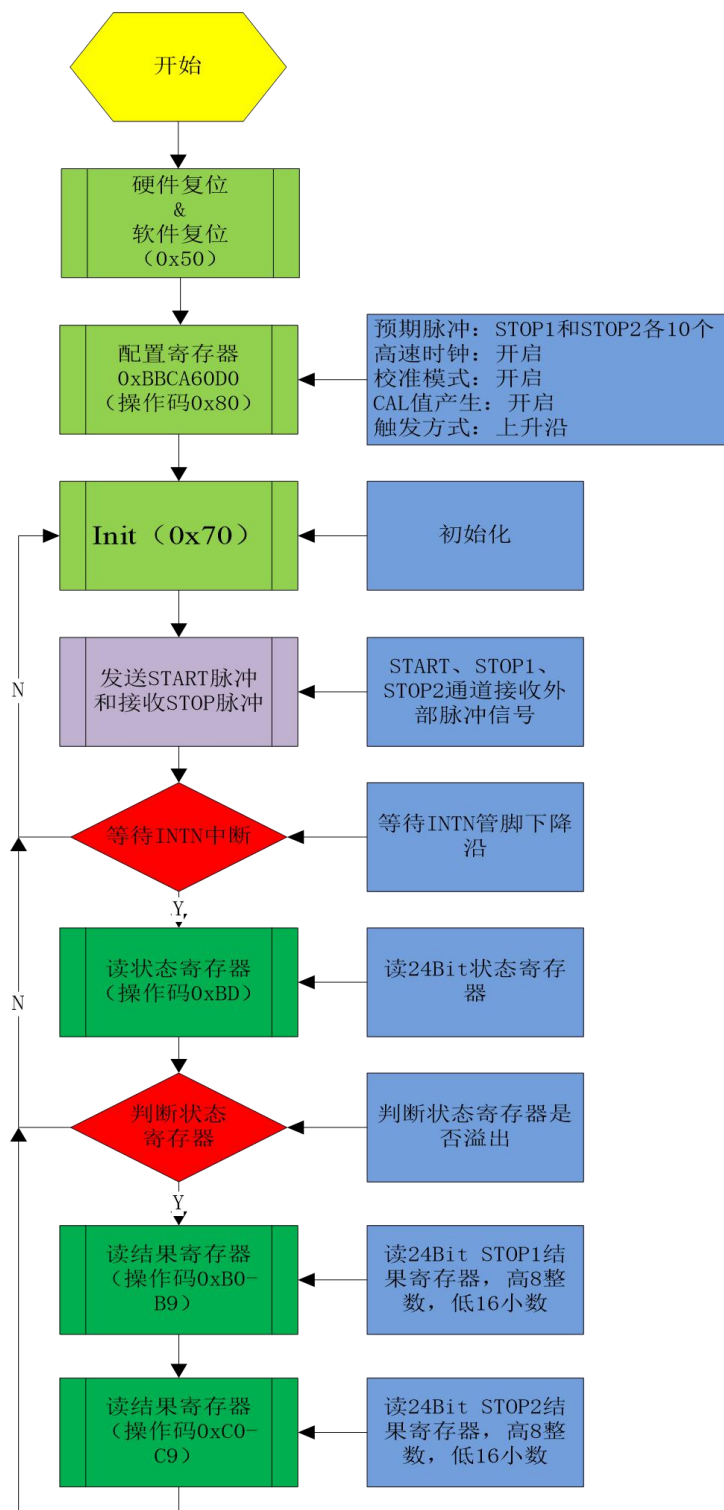 开始
硬件复位
&
软件复位
（0x50）
配置寄存器
0xBBCA60D0
（操作码0x80）
预期脉冲：STOP1和STOP2各10个
高速时钟：开启
校准模式：开启
CAL值产生：开启
触发方式：上升沿
Init（0x70）
初始化
发送START脉冲
和接收STOP脉冲
START、STOP1、
STOP2通道接收外
部脉冲信号
N
等待INTN中断
等待INTN管脚下降
沿
Y
读状态寄存器
（操作码0xBD）
读24Bit状态寄存
器
N
判断状态
寄存器
判断状态寄存器是
否溢出
Y
读结果寄存器
（操作码0xB0-
B9）
读24Bit STOP1结
果寄存器，高8整
数，低16小数
读结果寄存器
（操作码0xC0-
C9）
读24Bit STOP2结
果寄存器，高8整
数，低16小数